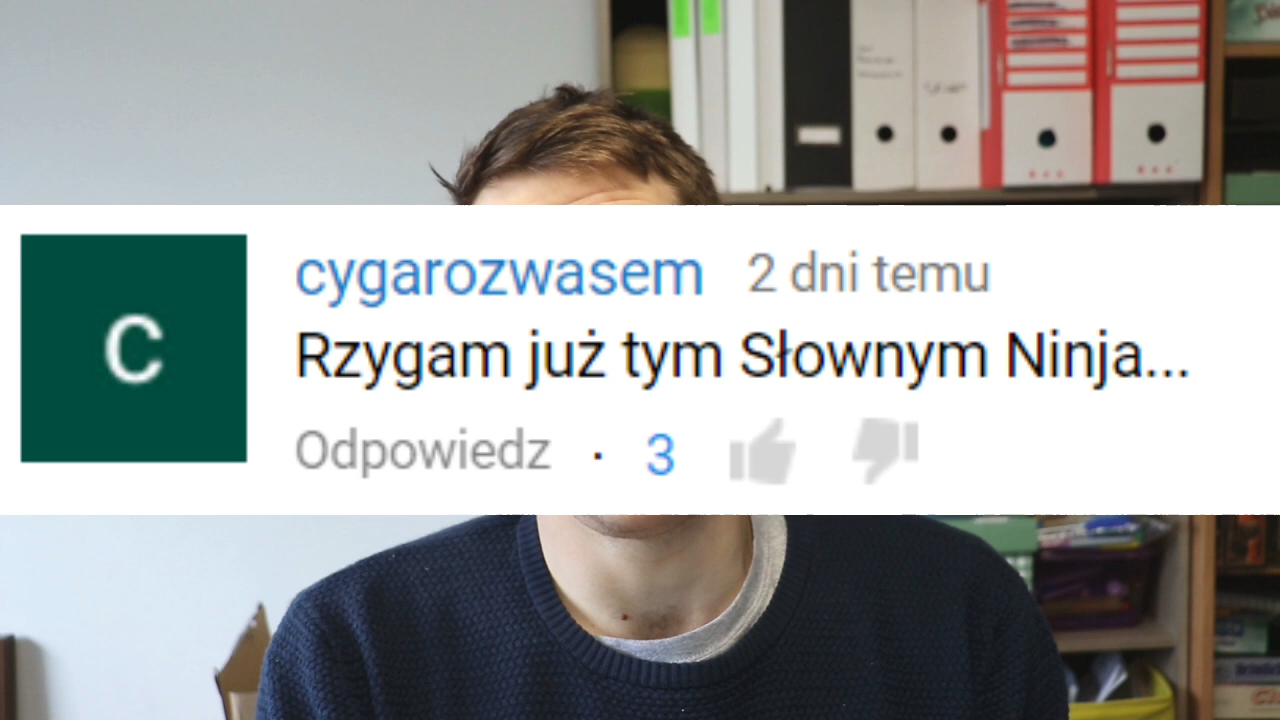 C
cygarozwasem 2 dni temu
Rzygam już tym Słownym Ninja...
Odpowiedz · 3